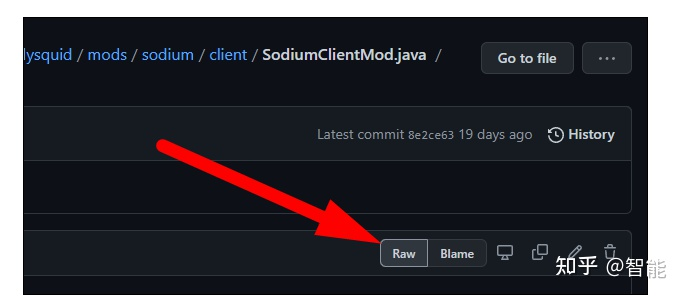 lysquid / mods / sodium / client / SodiumClientMod.java /
Go to file
...
Latest commit 8e2ce63 19 days ago
History
Raw
Blame
知乎 @智能